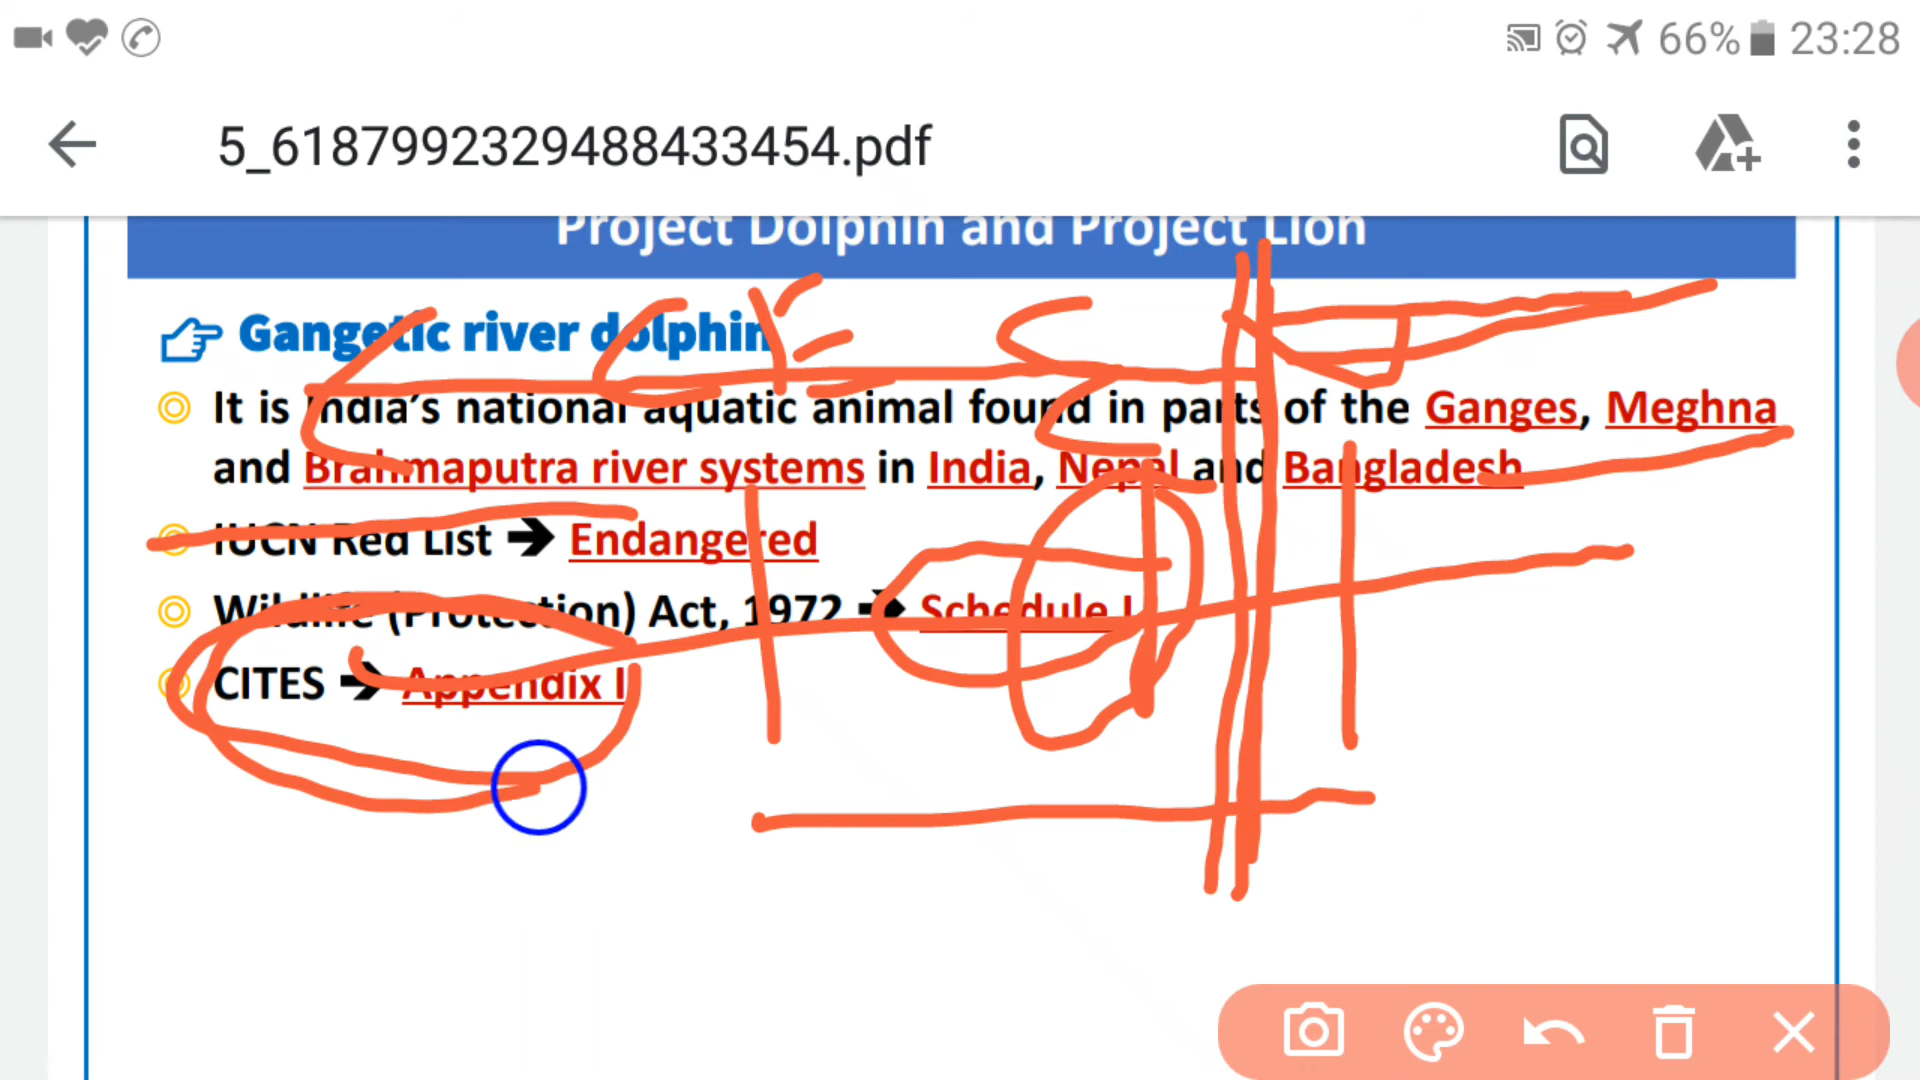 66% 23:28
5_6187992329488433454.pdf
Project Dolphin and Project Lion
Gangetic river dolphin
It is India's national aquatic animal found in parts of the Ganges, Meghna
and Brahmaputra river systems in India, Nepal and Bangladesh
IUCN Red List → Endangered
Wildlife (Protection) Act, 1972 → Schedule I
CITES → Appendix I